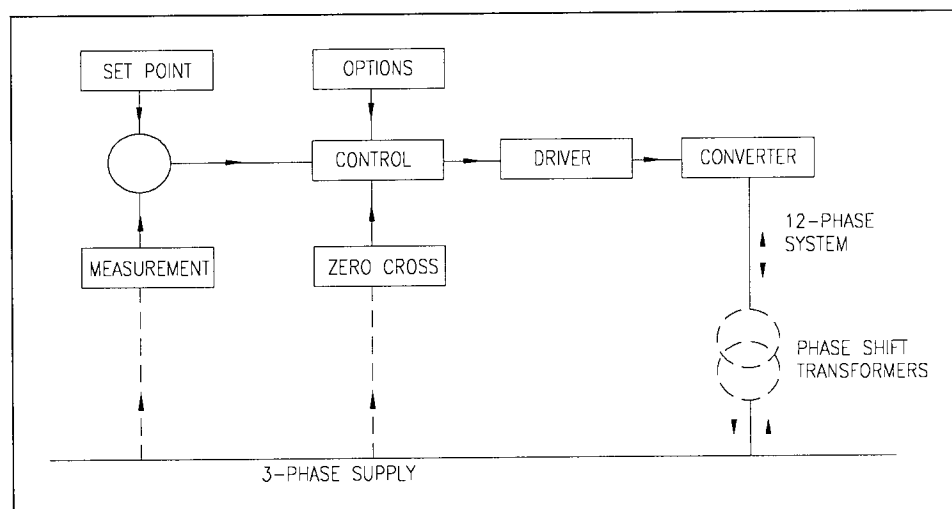 SET POINT
OPTIONS
CONTROL
DRIVER
CONVERTER
MEASUREMENT
ZERO CROSS
12-PHASE
SYSTEM
PHASE SHIFT
TRANSFORMERS
3-PHASE SUPPLY